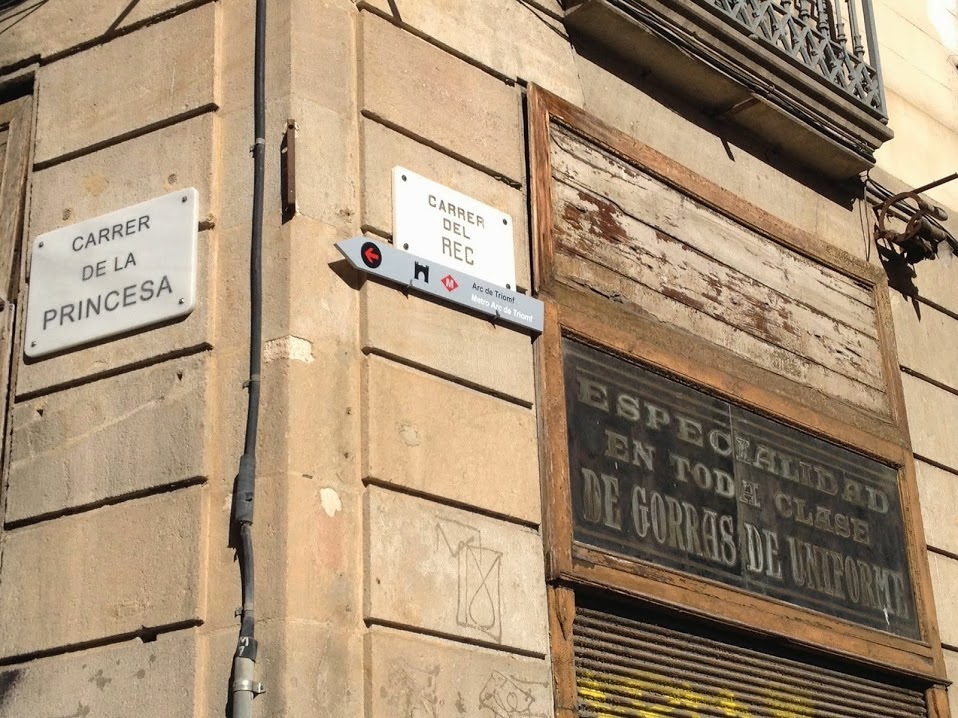 CARRER
DE LA
PRINCESA
CARRER
DEL
REC
M
Arc de Triomf
Metro Arc de Triomf
ESPECIALIDAD
EN TODA CLASE
DE GORRAS DE UNIFORME